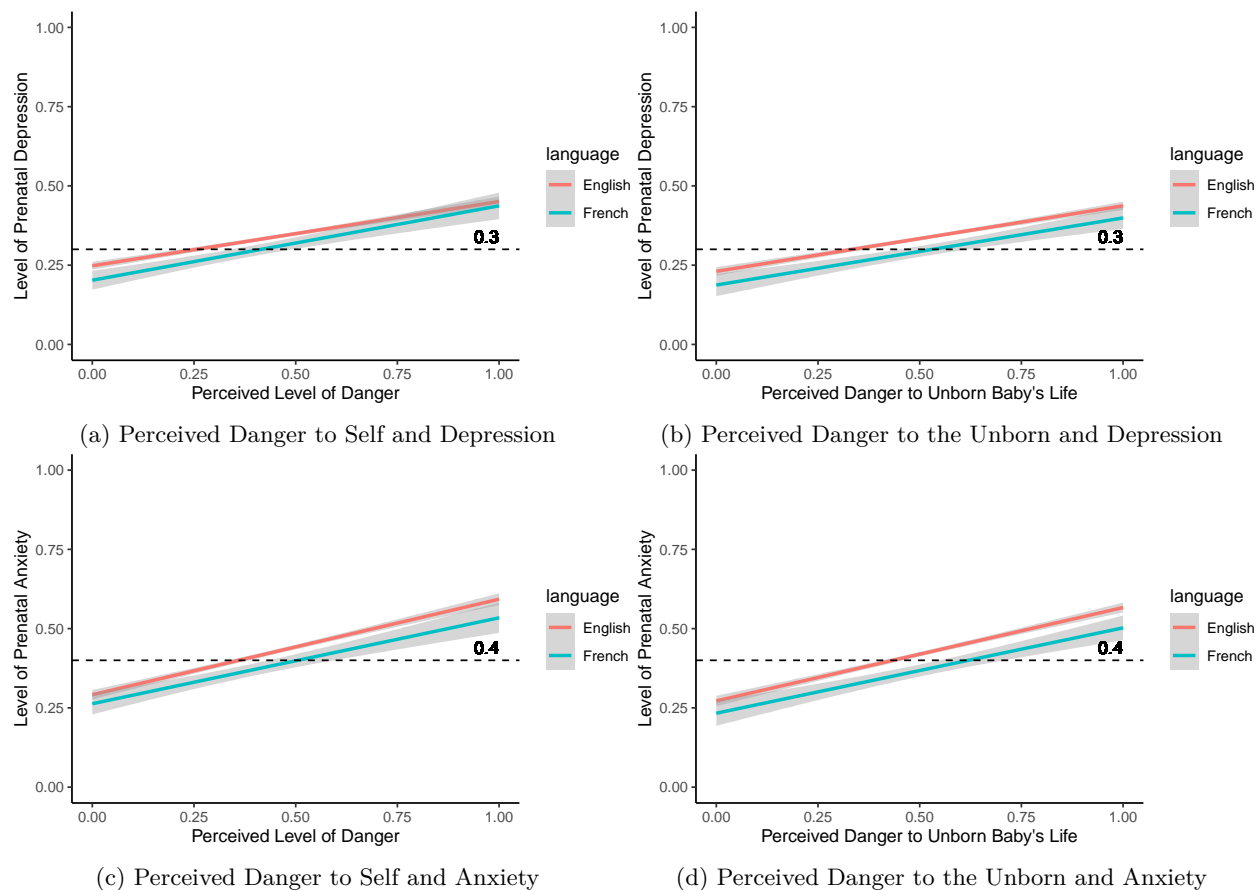 1.00
0.75
0.50
0.25
0.00
Level of Prenatal Depression
0.3
0.00 0.25 0.50 0.75 1.00
Perceived Level of Danger
language
English
French
(a) Perceived Danger to Self and Depression
1.00
0.75
0.50
0.25
0.00
Level of Prenatal Depression
0.3
0.00 0.25 0.50 0.75 1.00
Perceived Danger to Unborn Baby's Life
language
English
French
(b) Perceived Danger to the Unborn and Depression
1.00
0.75
0.50
0.25
0.00
Level of Prenatal Anxiety
0.4
0.00 0.25 0.50 0.75 1.00
Perceived Level of Danger
language
English
French
(c) Perceived Danger to Self and Anxiety
1.00
0.75
0.50
0.25
0.00
Level of Prenatal Anxiety
0.4
0.00 0.25 0.50 0.75 1.00
Perceived Danger to Unborn Baby's Life
language
English
French
(d) Perceived Danger to the Unborn and Anxiety